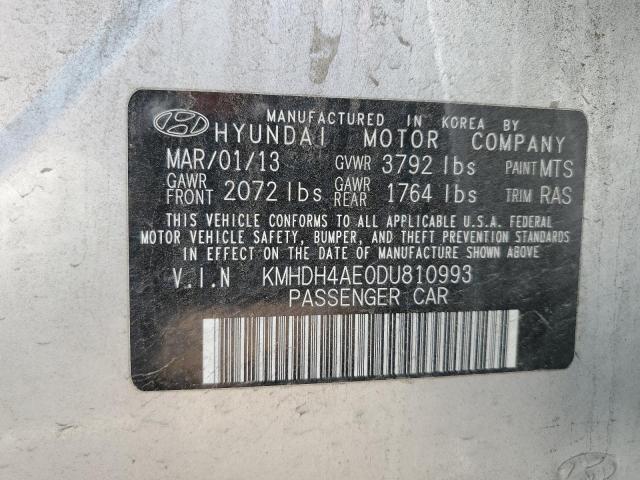 MANUFACTURED IN KOREA BY
HYUNDAI MOTOR COMPANY
MAR/01/13 GVWR 3792 lbs PAINT MTS
GAWR FRONT 2072 lbs GAWR REAR 1764 lbs TRIM RAS
THIS VEHICLE CONFORMS TO ALL APPLICABLE U.S.A. FEDERAL
MOTOR VEHICLE SAFETY, BUMPER, AND THEFT PREVENTION STANDARDS
IN EFFECT ON THE DATE OF MANUFACTURE SHOWN ABOVE
V.I.N KMHDH4AE0DU810993
PASSENGER CAR